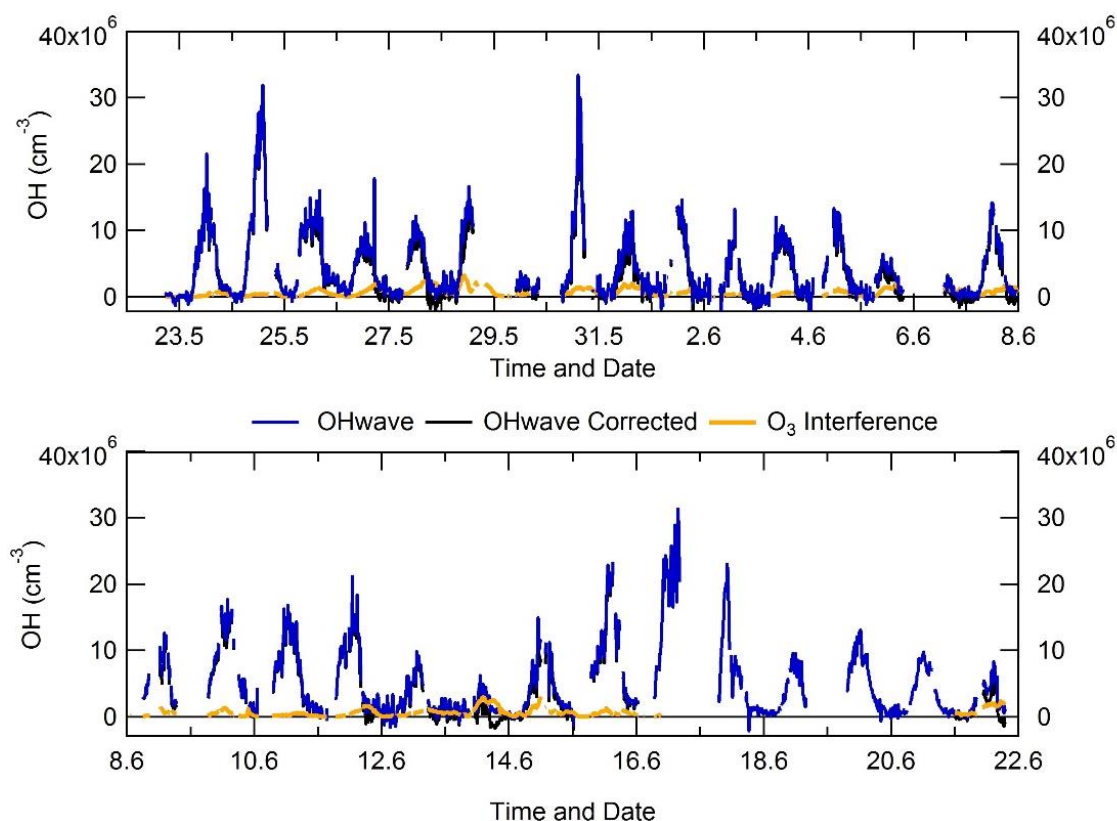 40x10⁶ 40x10⁶
30 30
20 20
10 10
0 0
OH (cm⁻³)
23.5 25.5 27.5 29.5 31.5 2.6 4.6 6.6 8.6
Time and Date
OHwave OHwave Corrected O₃ Interference
40x10⁶ 40x10⁶
30 30
20 20
10 10
0 0
OH (cm⁻³)
8.6 10.6 12.6 14.6 16.6 18.6 20.6 22.6
Time and Date